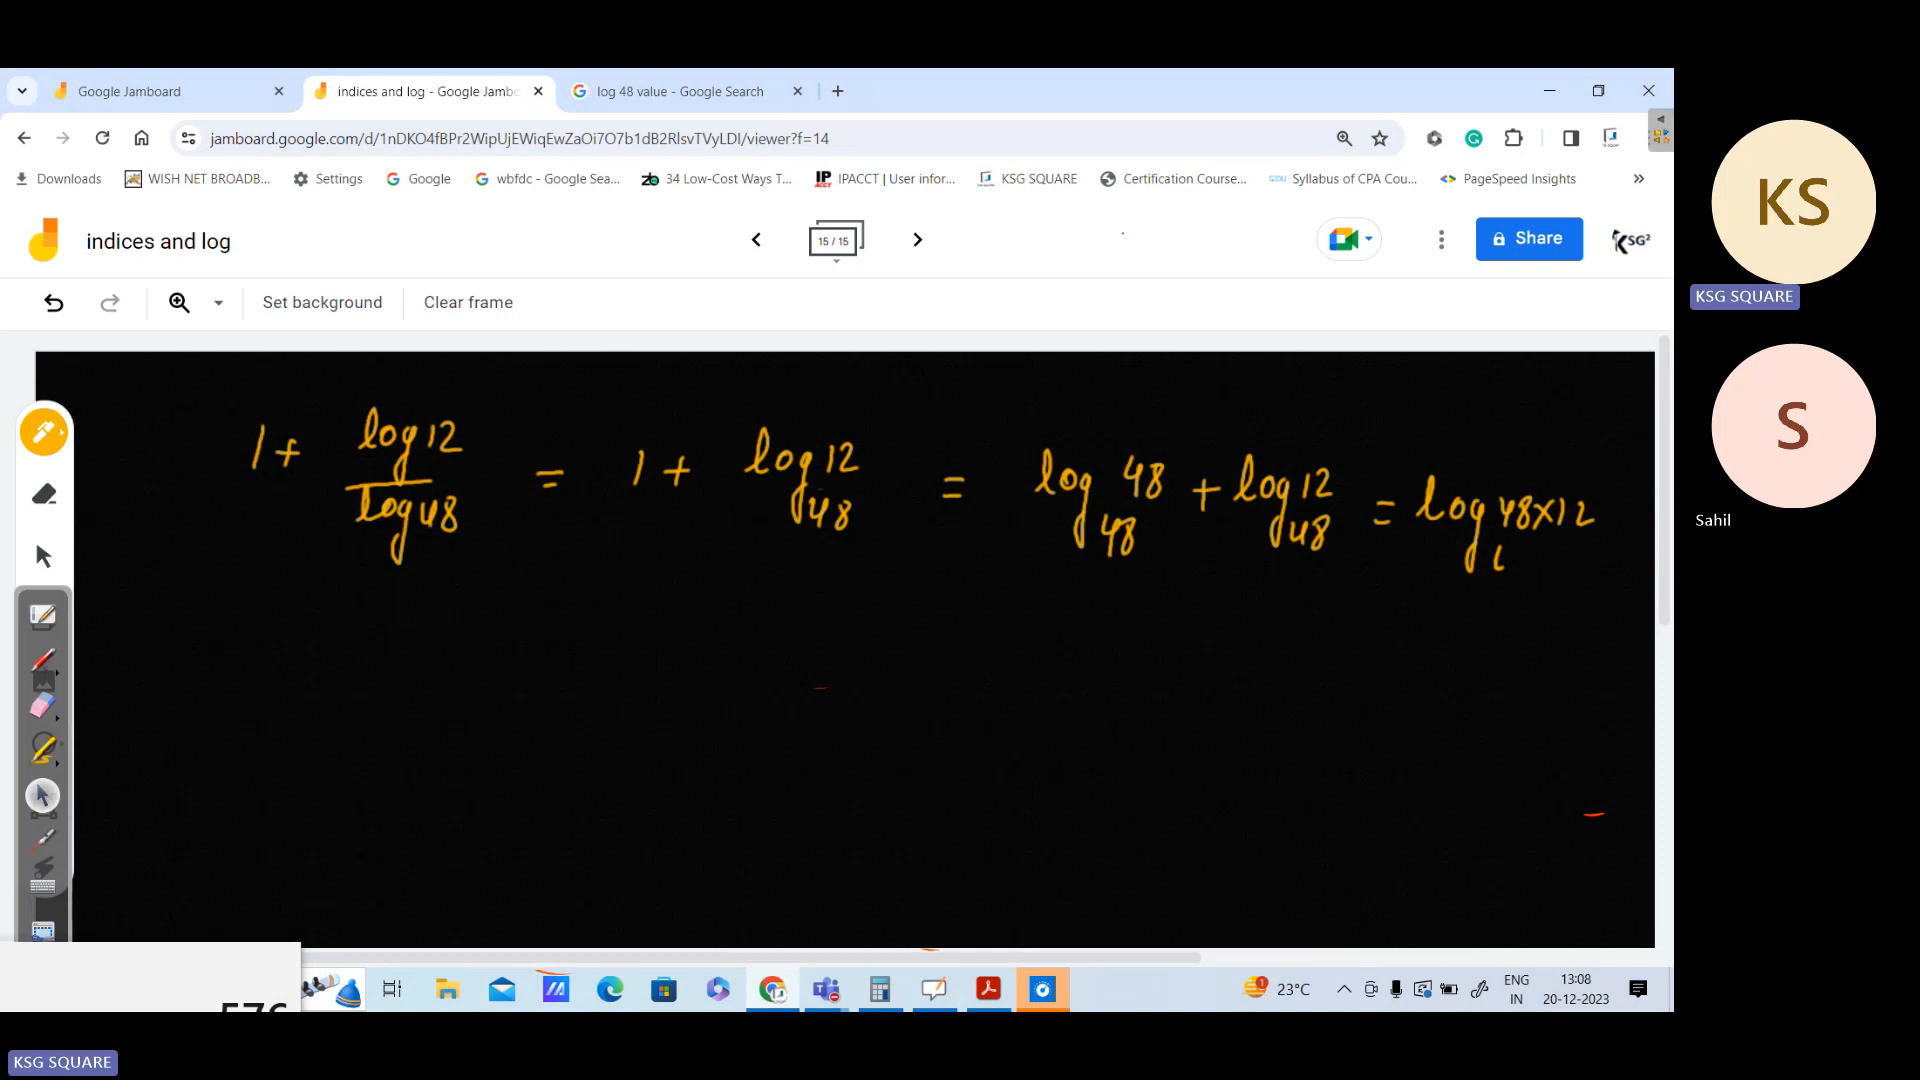 Google Jamboard
indices and log - Google Jambo
log 48 value - Google Search
jamboard.google.com/d/1nDKO4fBPr2WipUjEWiqEwZaOi7O7b1dB2RlsvTVyLDI/viewer?f=14
Downloads WISH NET BROADB... Settings Google wbfdc - Google Sea... 34 Low-Cost Ways T... IPACCT | User infor... KSG SQUARE Certification Course... Syllabus of CPA Cou... PageSpeed Insights »
indices and log
15 / 15
Share
KSG²
Set background Clear frame
1 + log 12 / log 48 = 1 + log₄₈ 12 = log₄₈ 48 + log₄₈ 12 = log 48×12
KS
KSG SQUARE
S
Sahil
576
23°C
ENG
IN
13:08
20-12-2023
KSG SQUARE